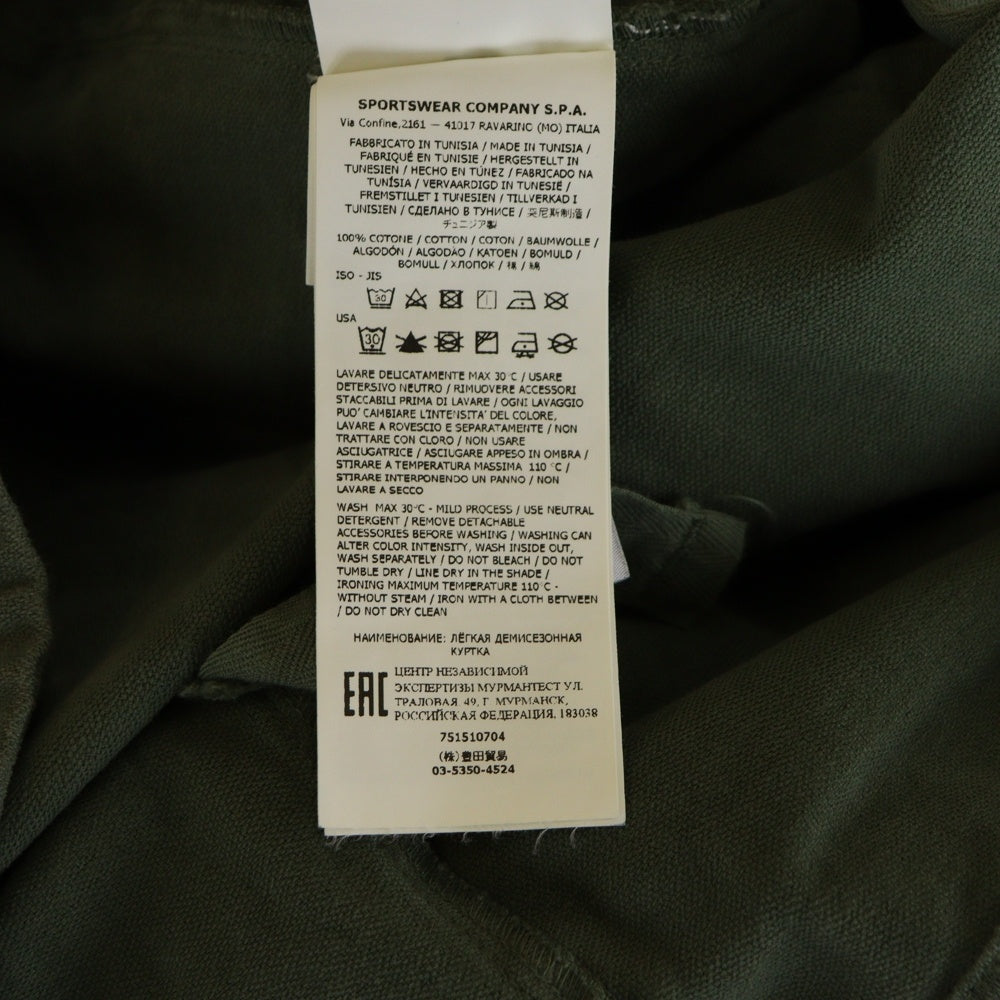 SPORTSWEAR COMPANY S.P.A.
Via Confine,2161 — 41017 RAVARINO (MO) ITALIA
FABBRICATO IN TUNISIA / MADE IN TUNISIA /
FABRIQUÉ EN TUNISIE / HERGESTELLT IN
TUNESIEN / HECHO EN TÚNEZ / FABRICADO NA
TUNÍSIA / VERVAARDIGD IN TUNESIË /
FREMSTILLET I TUNESIEN / TILLVERKAD I
TUNISIEN / СДЕЛАНО В ТУНИСЕ / 突尼斯制造 /
チュニジア製
100% COTONE / COTTON / COTON / BAUMWOLLE /
ALGODÓN / ALGODÃO / KATOEN / BOMULD /
BOMULL / ХЛОПОК / 棉 / 綿
ISO - JIS
30
USA
30
LAVARE DELICATAMENTE MAX 30°C / USARE
DETERSIVO NEUTRO / RIMUOVERE ACCESSORI
STACCABILI PRIMA DI LAVARE / OGNI LAVAGGIO
PUO' CAMBIARE L'INTENSITA' DEL COLORE,
LAVARE A ROVESCIO E SEPARATAMENTE / NON
TRATTARE CON CLORO / NON USARE
ASCIUGATRICE / ASCIUGARE APPESO IN OMBRA /
STIRARE A TEMPERATURA MASSIMA 110 °C /
STIRARE INTERPONENDO UN PANNO / NON
LAVARE A SECCO
WASH MAX 30°C - MILD PROCESS / USE NEUTRAL
DETERGENT / REMOVE DETACHABLE
ACCESSORIES BEFORE WASHING / WASHING CAN
ALTER COLOR INTENSITY, WASH INSIDE OUT,
WASH SEPARATELY / DO NOT BLEACH / DO NOT
TUMBLE DRY / LINE DRY IN THE SHADE /
IRONING MAXIMUM TEMPERATURE 110°C -
WITHOUT STEAM / IRON WITH A CLOTH BETWEEN
/ DO NOT DRY CLEAN
НАИМЕНОВАНИЕ: ЛЁГКАЯ ДЕМИСЕЗОННАЯ
КУРТКА
EAC
ЦЕНТР НЕЗАВИСИМОЙ
ЭКСПЕРТИЗЫ МУРМАНТЕСТ УЛ.
ТРАЛОВАЯ, 49, Г. МУРМАНСК,
РОССИЙСКАЯ ФЕДЕРАЦИЯ, 183038
751510704
(株)豊田貿易
03-5350-4524